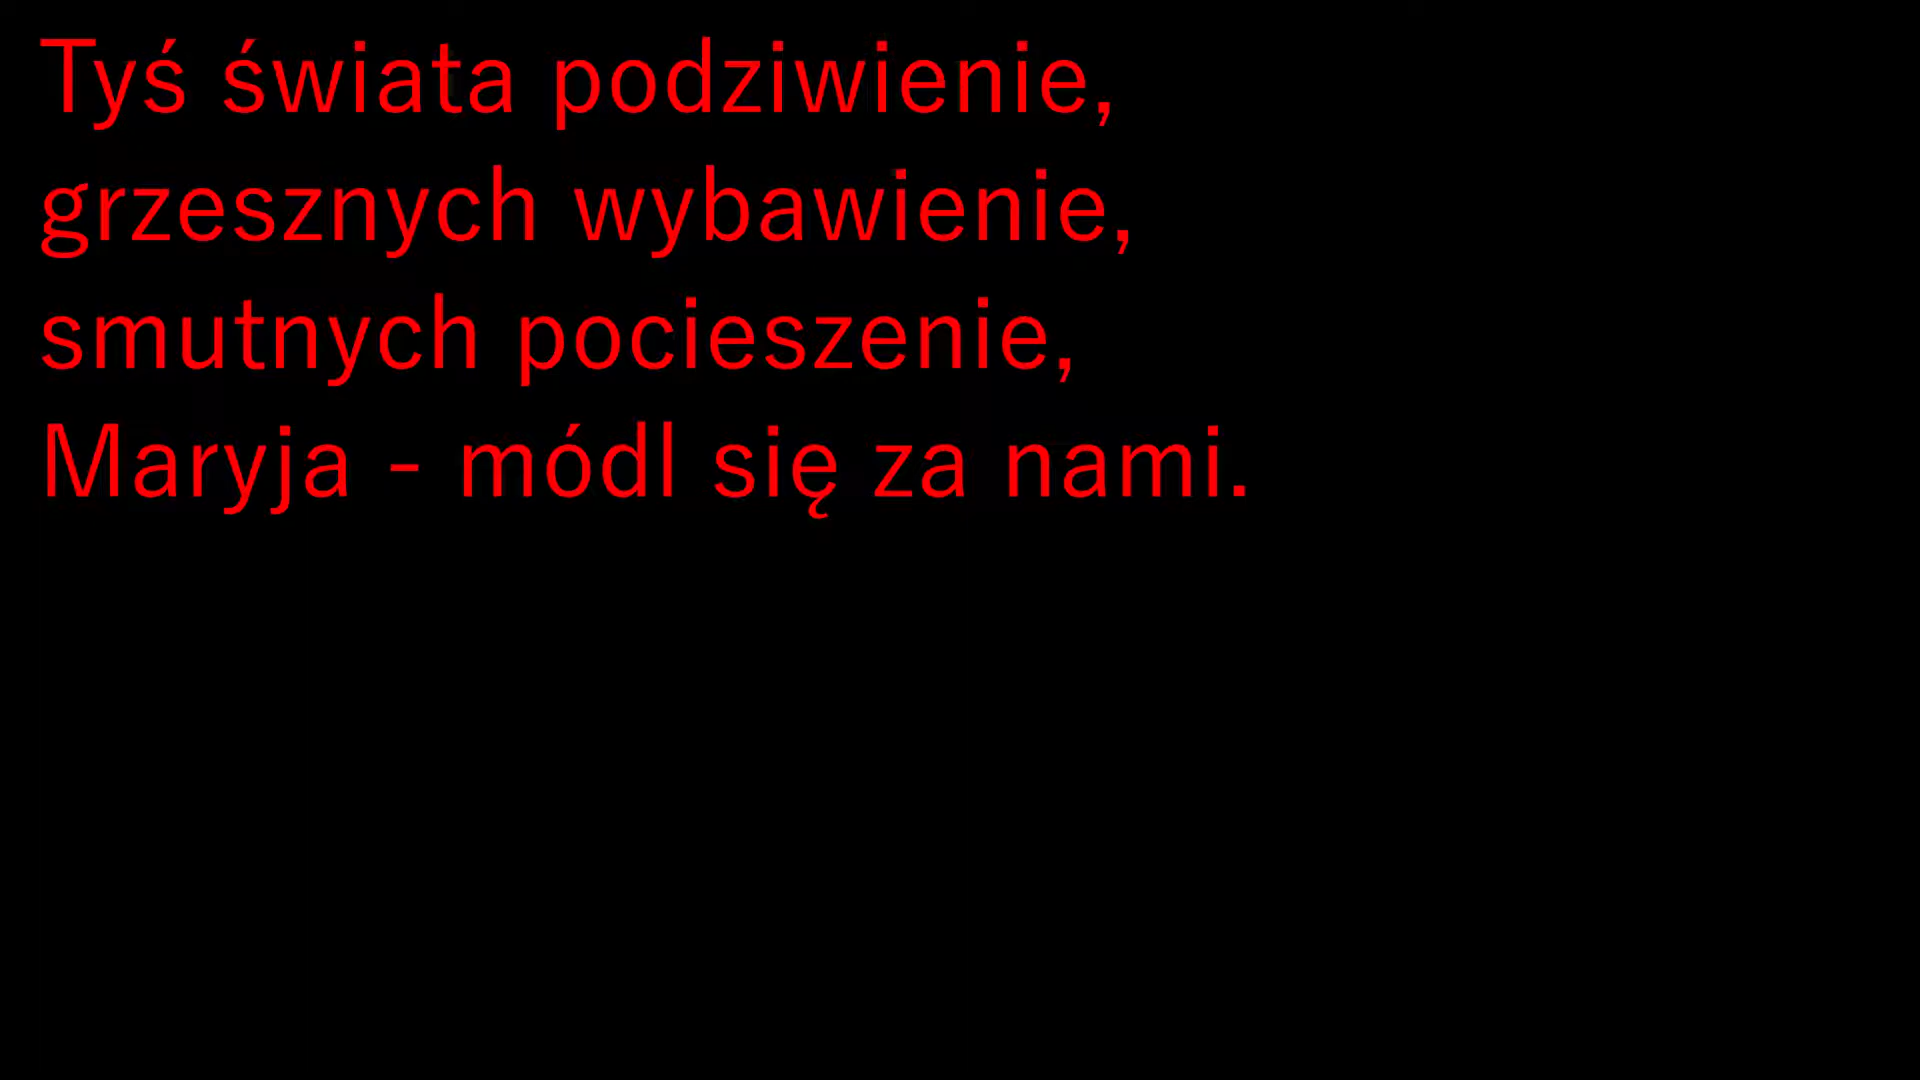 Tyś świata podziwienie,
grzesznych wybawienie,
smutnych pocieszenie,
Maryja - módl się za nami.